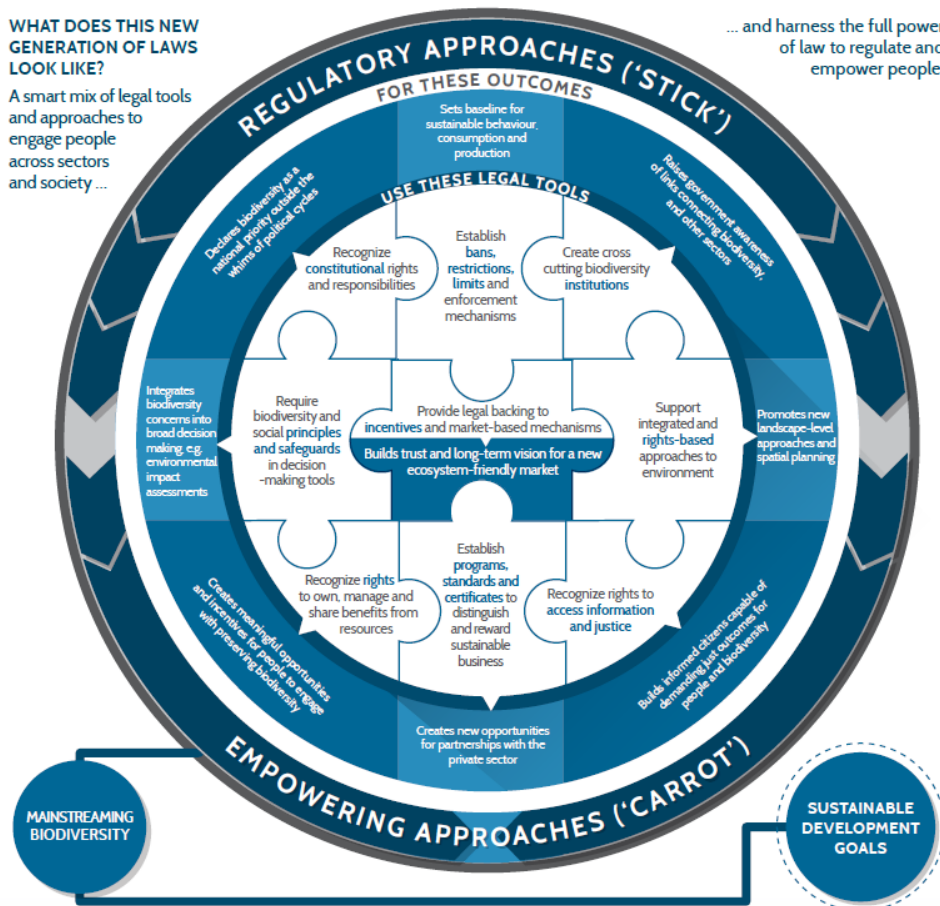 WHAT DOES THIS NEW
GENERATION OF LAWS
LOOK LIKE?
A smart mix of legal tools
and approaches to
engage people
across sectors
and society ...
... and harness the full power
of law to regulate and
empower people
REGULATORY APPROACHES (‘STICK’)
FOR THESE OUTCOMES
Sets baseline for
sustainable behaviour,
consumption and
production
Declares biodiversity as a
national priority outside the
whims of political cycles
Raises government awareness
of links connecting biodiversity,
and other sectors
USE THESE LEGAL TOOLS
Recognize
constitutional rights
and responsibilities
Establish
bans,
restrictions,
limits and
enforcement
mechanisms
Create cross
cutting biodiversity
institutions
Integrates
biodiversity
concerns into
broad decision
making, e.g.
environmental
impact
assessments
Require
biodiversity and
social principles
and safeguards
in decision
-making tools
Provide legal backing to
incentives and market-based mechanisms
Builds trust and long-term vision for a new
ecosystem-friendly market
Support
integrated and
rights-based
approaches to
environment
Promotes new
landscape-level
approaches and
spatial planning
Recognize rights
to own, manage and
share benefits from
resources
Establish
programs,
standards and
certificates to
distinguish
and reward
sustainable
business
Recognize rights to
access information
and justice
Creates meaningful opportunities
and incentives for people to engage
with preserving biodiversity
Creates new opportunities
for partnerships with the
private sector
Builds informed citizens capable of
demanding just outcomes for
people and biodiversity
EMPOWERING APPROACHES (‘CARROT’)
MAINSTREAMING
BIODIVERSITY
SUSTAINABLE
DEVELOPMENT
GOALS